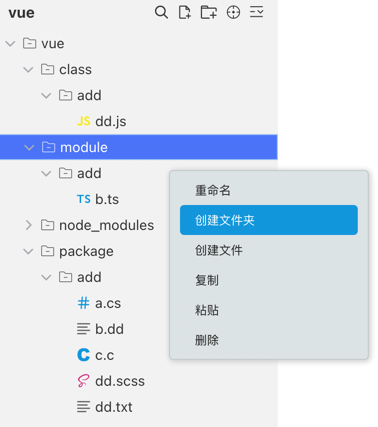 vue
vue
class
add
JS dd.js
module
add
TS b.ts
node_modules
package
add
# a.cs
b.dd
C c.c
dd.scss
dd.txt
重命名
创建文件夹
创建文件
复制
粘贴
删除